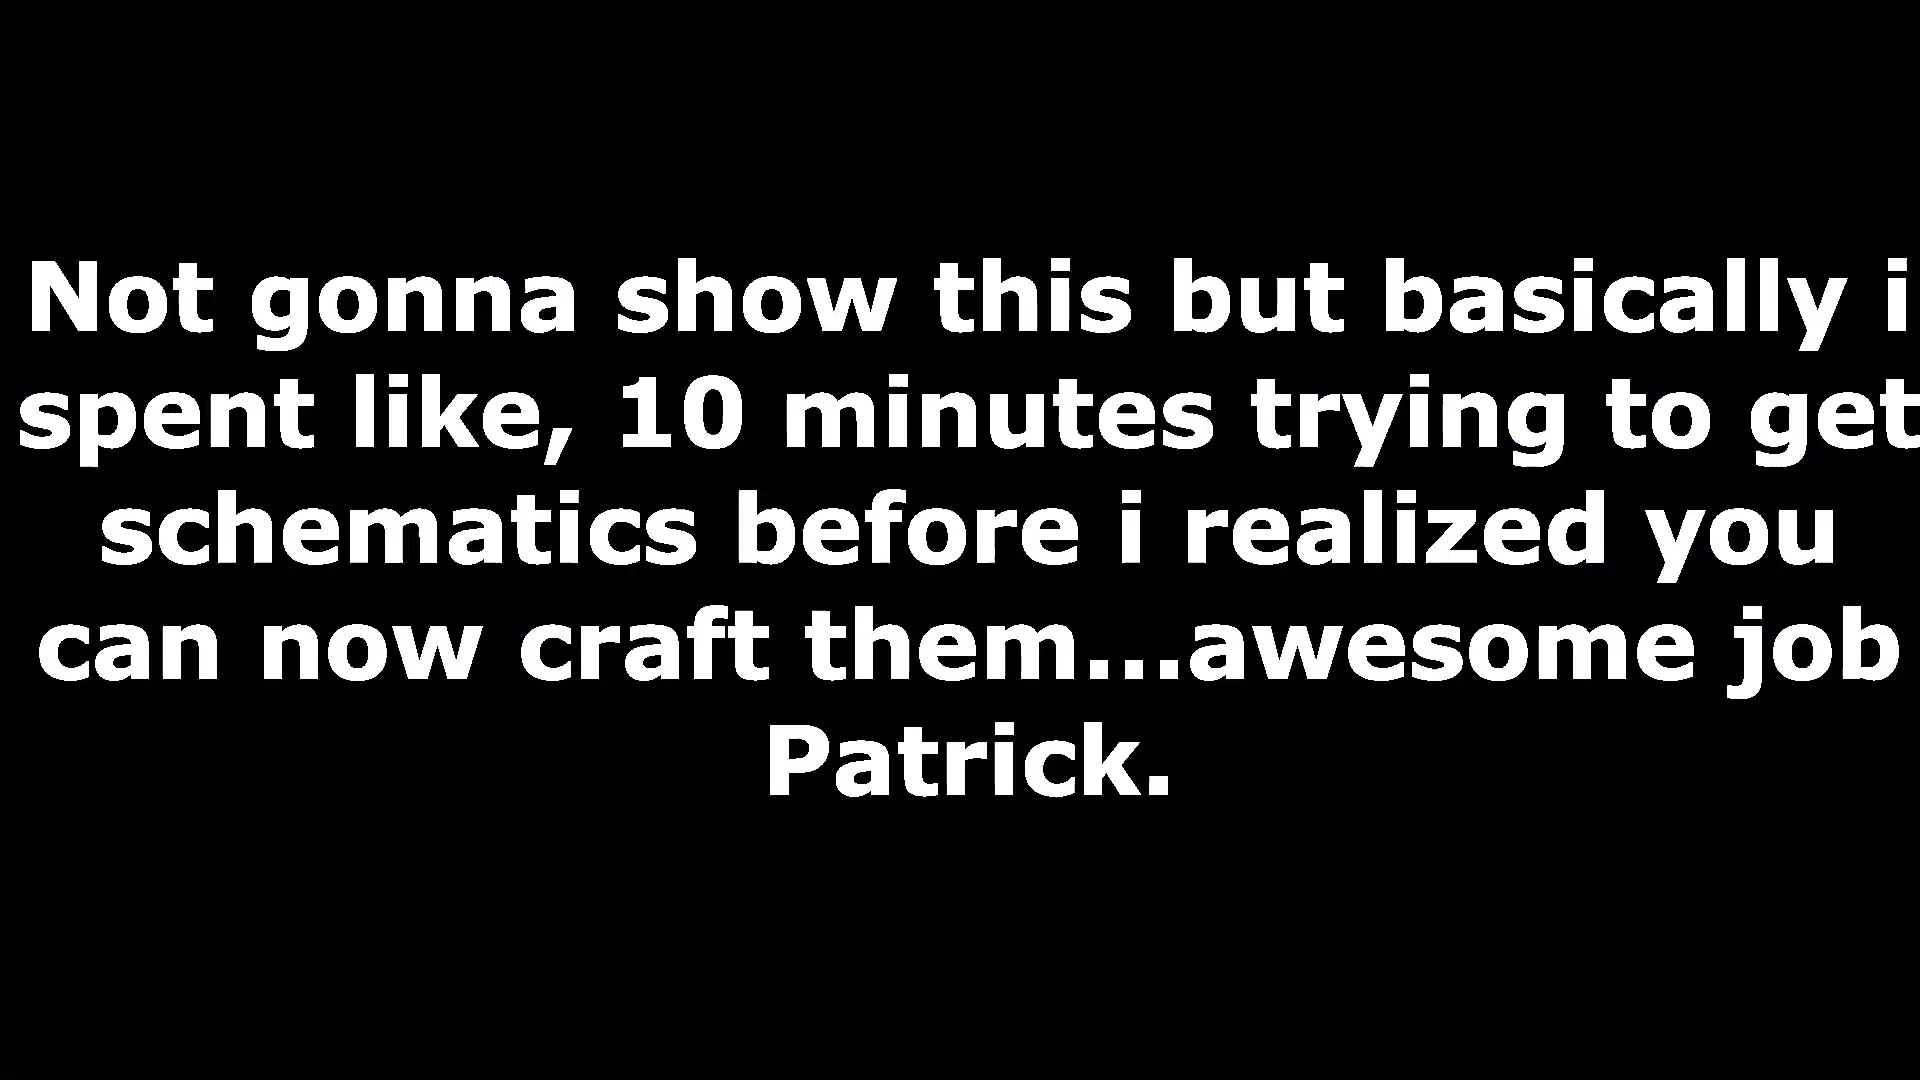 Not gonna show this but basically i
spent like, 10 minutes trying to get
schematics before i realized you
can now craft them...awesome job
Patrick.